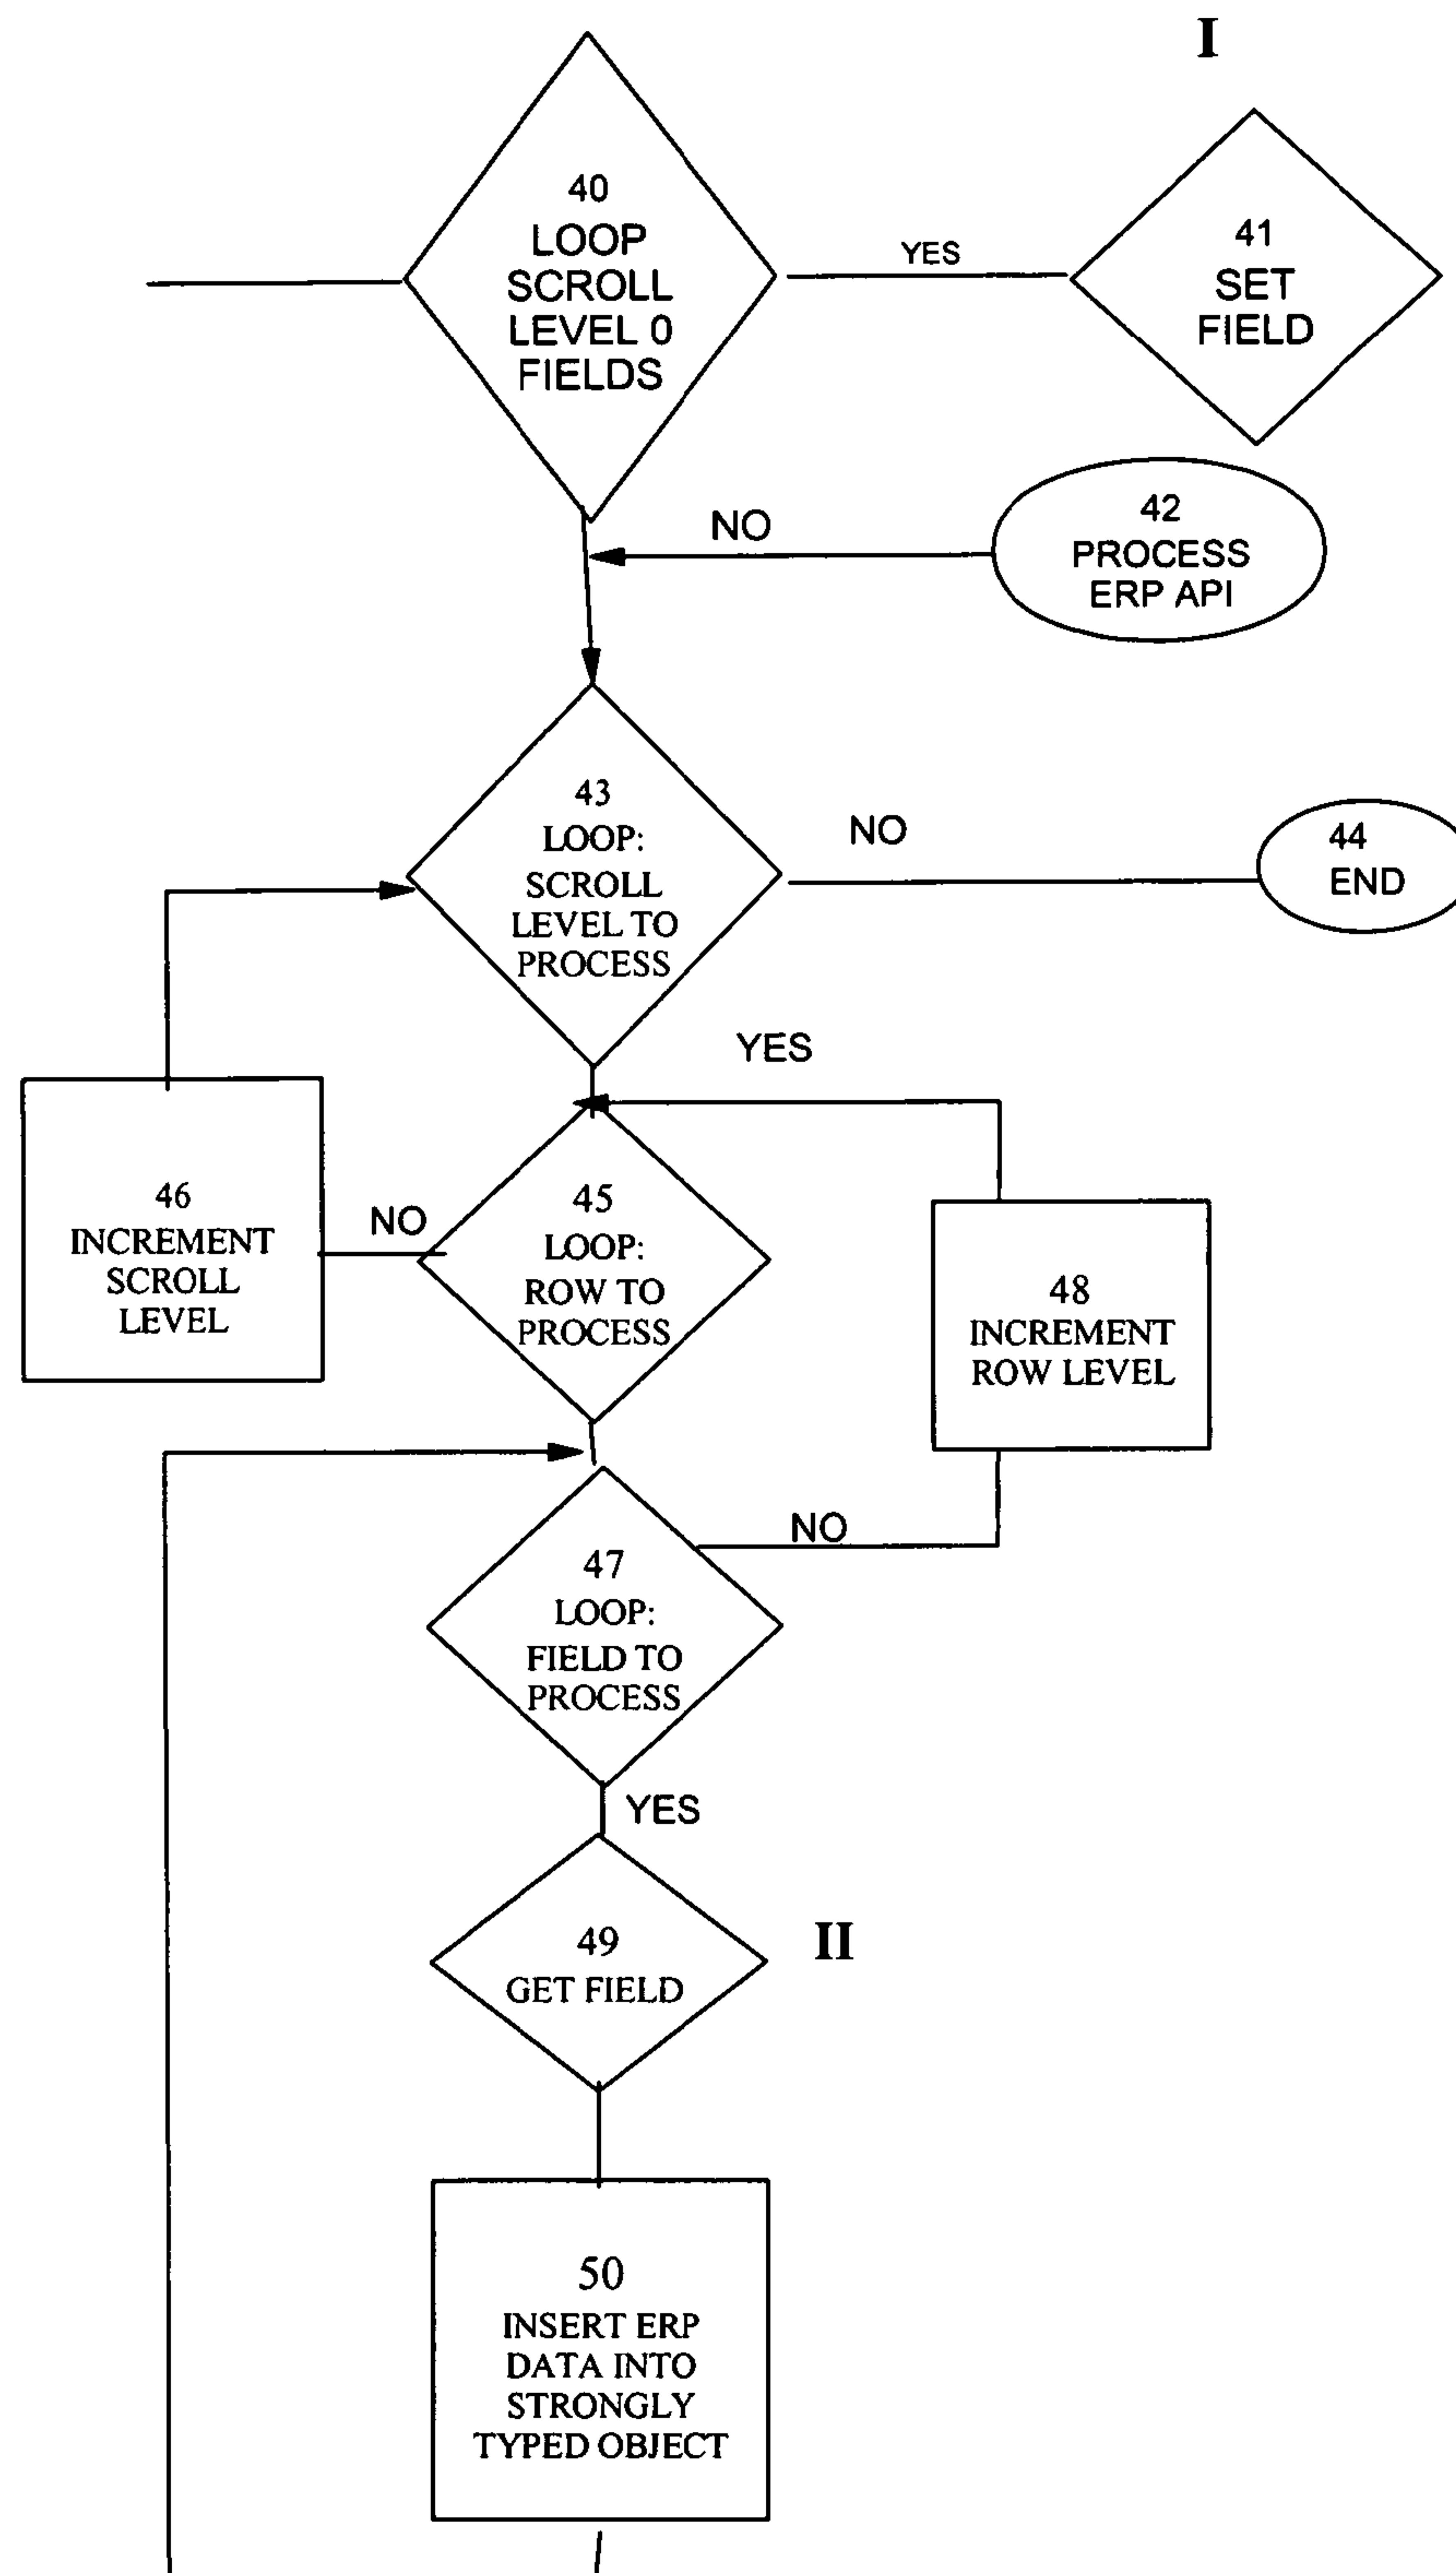 I
40
LOOP
SCROLL
LEVEL 0
FIELDS
YES
41
SET
FIELD
NO
42
PROCESS
ERP API
43
LOOP:
SCROLL
LEVEL TO
PROCESS
NO
44
END
YES
46
INCREMENT
SCROLL
LEVEL
NO
45
LOOP:
ROW TO
PROCESS
48
INCREMENT
ROW LEVEL
NO
47
LOOP:
FIELD TO
PROCESS
YES
49
GET FIELD
II
50
INSERT ERP
DATA INTO
STRONGLY
TYPED OBJECT